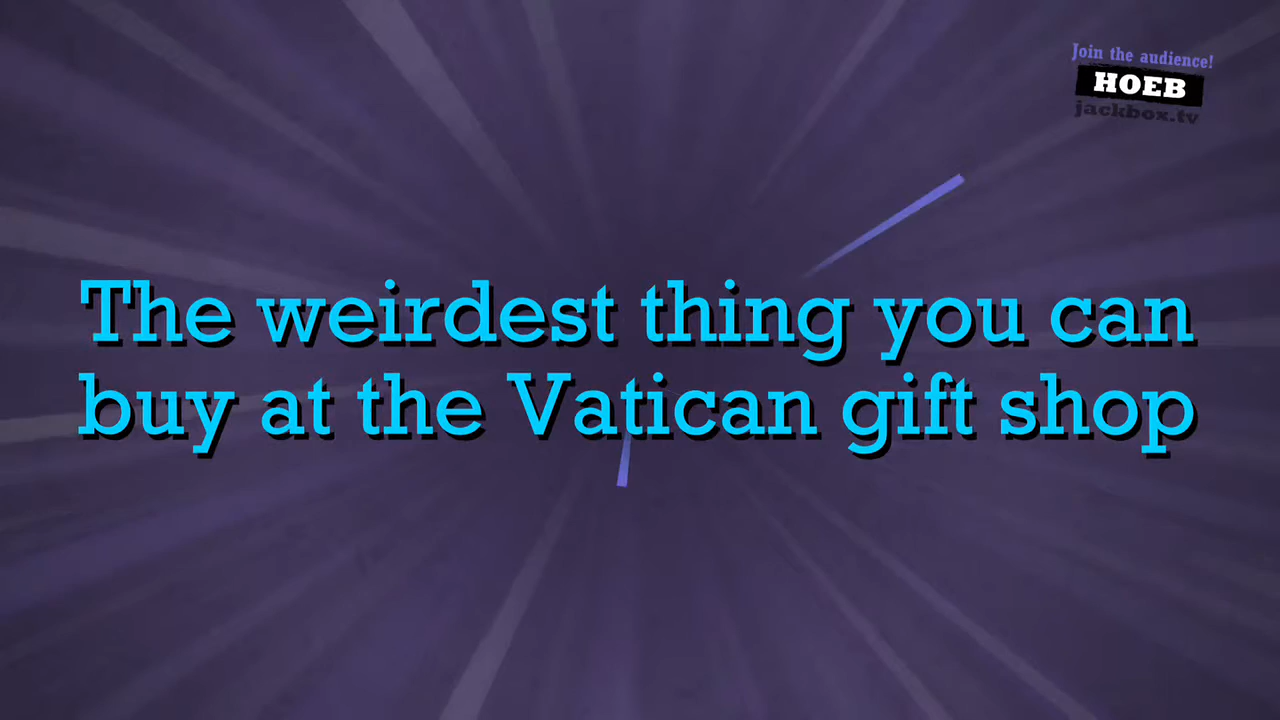 Join the audience!
HOEB
jackbox.tv
The weirdest thing you can
buy at the Vatican gift shop